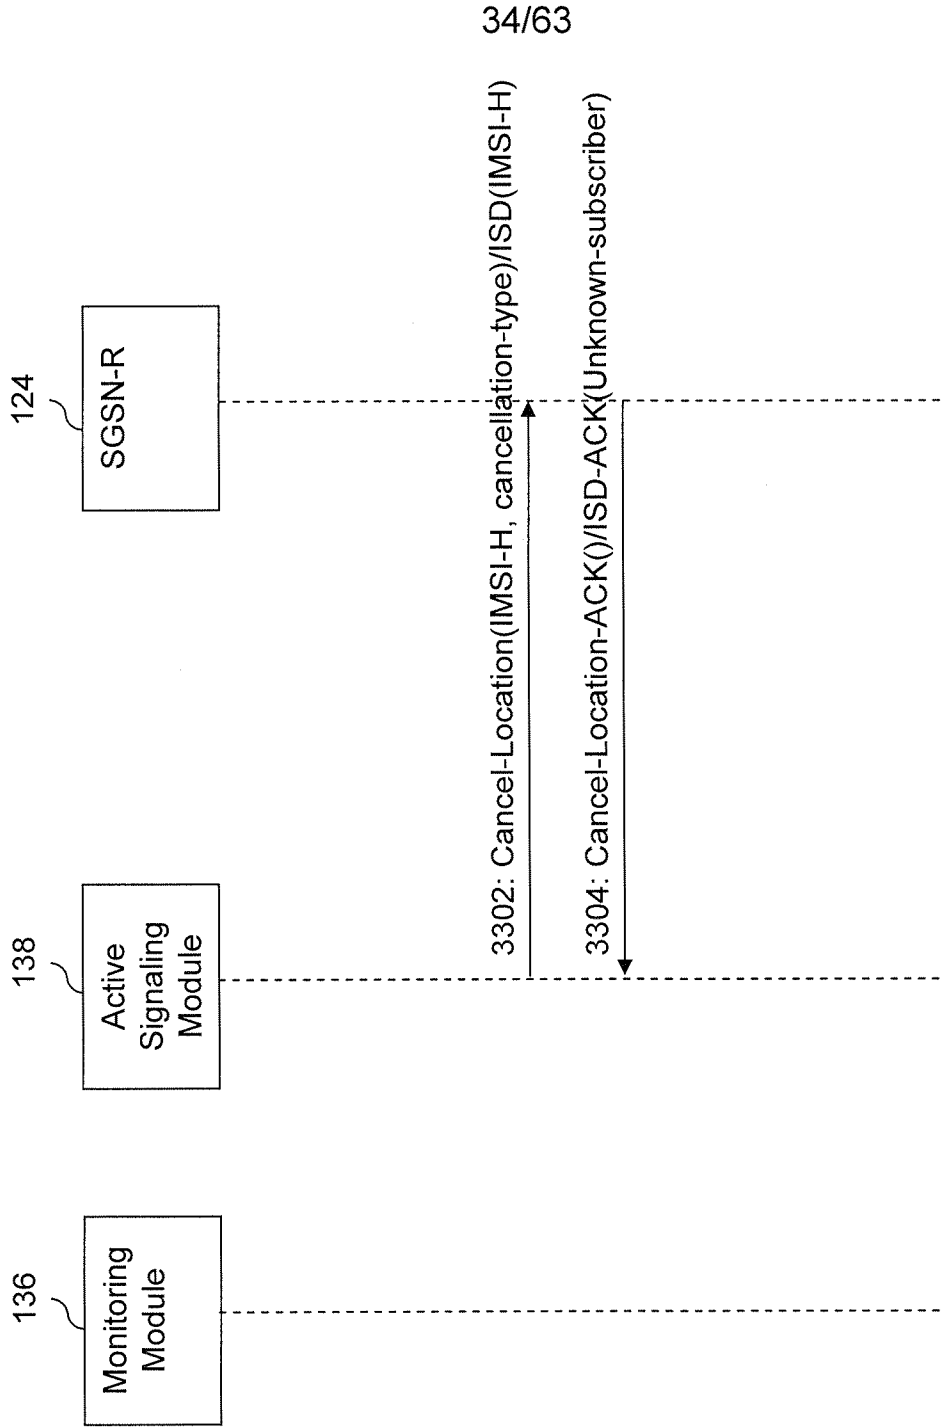 34/63
136
Monitoring
Module
138
Active
Signaling
Module
124
SGSN-R
3302: Cancel-Location(IMSI-H, cancellation-type)/ISD(IMSI-H)
3304: Cancel-Location-ACK()/ISD-ACK(Unknown-subscriber)